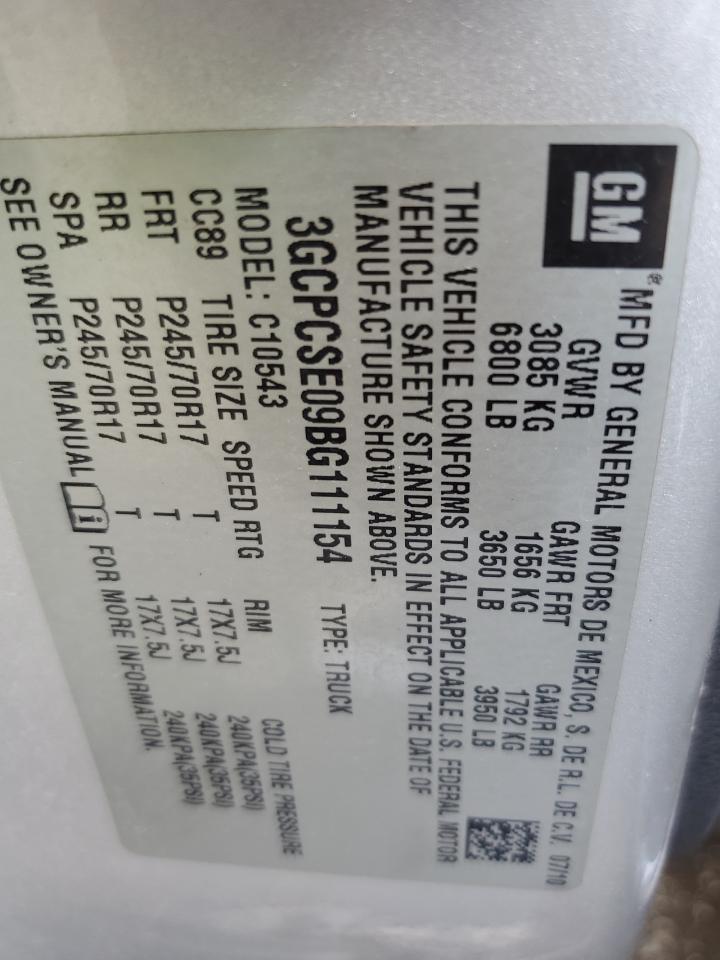 GM®
MFD BY GENERAL MOTORS DE MEXICO, S. DE R.L. DE C.V. 07/10
GVWR GAWR FRT GAWR RR
3085 KG 1656 KG 1792 KG
6800 LB 3650 LB 3950 LB
THIS VEHICLE CONFORMS TO ALL APPLICABLE U.S. FEDERAL MOTOR
VEHICLE SAFETY STANDARDS IN EFFECT ON THE DATE OF
MANUFACTURE SHOWN ABOVE.
3GCPCSE09BG111154 TYPE: TRUCK
MODEL: C10543
CC89 TIRE SIZE SPEED RTG RIM COLD TIRE PRESSURE
FRT P245/70R17 T 17X7.5J 240KPA(35PSI)
RR P245/70R17 T 17X7.5J 240KPA(35PSI)
SPA P245/70R17 T 17X7.5J 240KPA(35PSI)
SEE OWNER'S MANUAL FOR MORE INFORMATION.